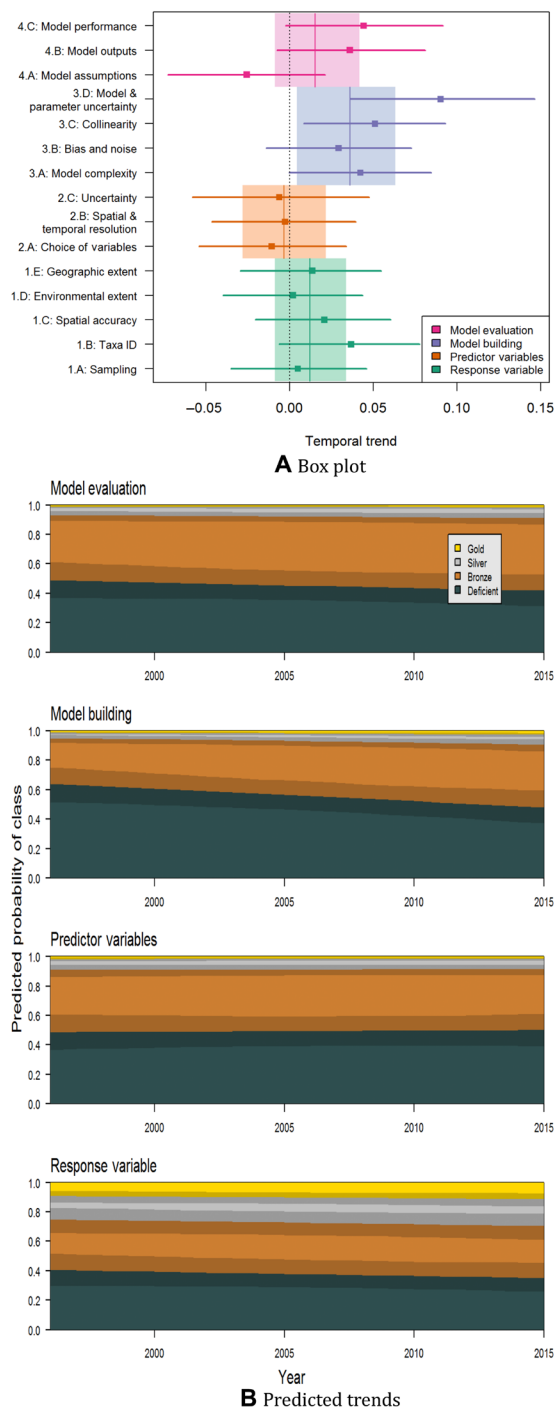 4.C: Model performance
4.B: Model outputs
4.A: Model assumptions
3.D: Model &
parameter uncertainty
3.C: Collinearity
3.B: Bias and noise
3.A: Model complexity
2.C: Uncertainty
2.B: Spatial &
temporal resolution
2.A: Choice of variables
1.E: Geographic extent
1.D: Environmental extent
1.C: Spatial accuracy
1.B: Taxa ID
1.A: Sampling
Model evaluation
Model building
Predictor variables
Response variable
−0.05 0.00 0.05 0.10 0.15
Temporal trend
A Box plot
Model evaluation
1.0
0.8
0.6
0.4
0.2
0.0
Gold
Silver
Bronze
Deficient
2000 2005 2010 2015
Model building
1.0
0.8
0.6
0.4
0.2
0.0
2000 2005 2010 2015
Predicted probability of class
Predictor variables
1.0
0.8
0.6
0.4
0.2
0.0
2000 2005 2010 2015
Response variable
1.0
0.8
0.6
0.4
0.2
0.0
2000 2005 2010 2015
Year
B Predicted trends